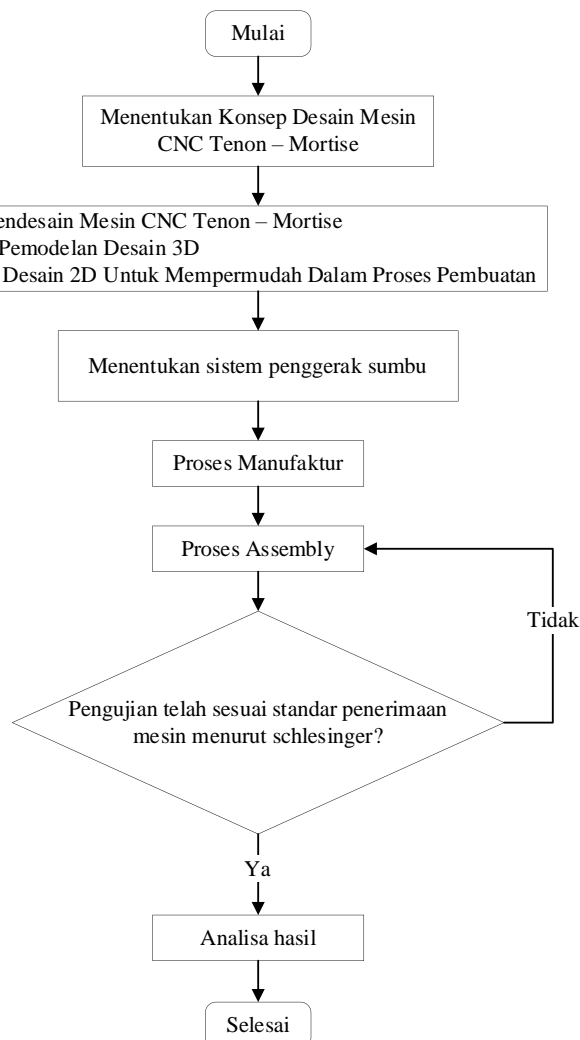 Mulai
Menentukan Konsep Desain Mesin
CNC Tenon – Mortise
endesain Mesin CNC Tenon – Mortise
Pemodelan Desain 3D
Desain 2D Untuk Mempermudah Dalam Proses Pembuatan
Menentukan sistem penggerak sumbu
Proses Manufaktur
Proses Assembly
Tidak
Pengujian telah sesuai standar penerimaan
mesin menurut schlesinger?
Ya
Analisa hasil
Selesai